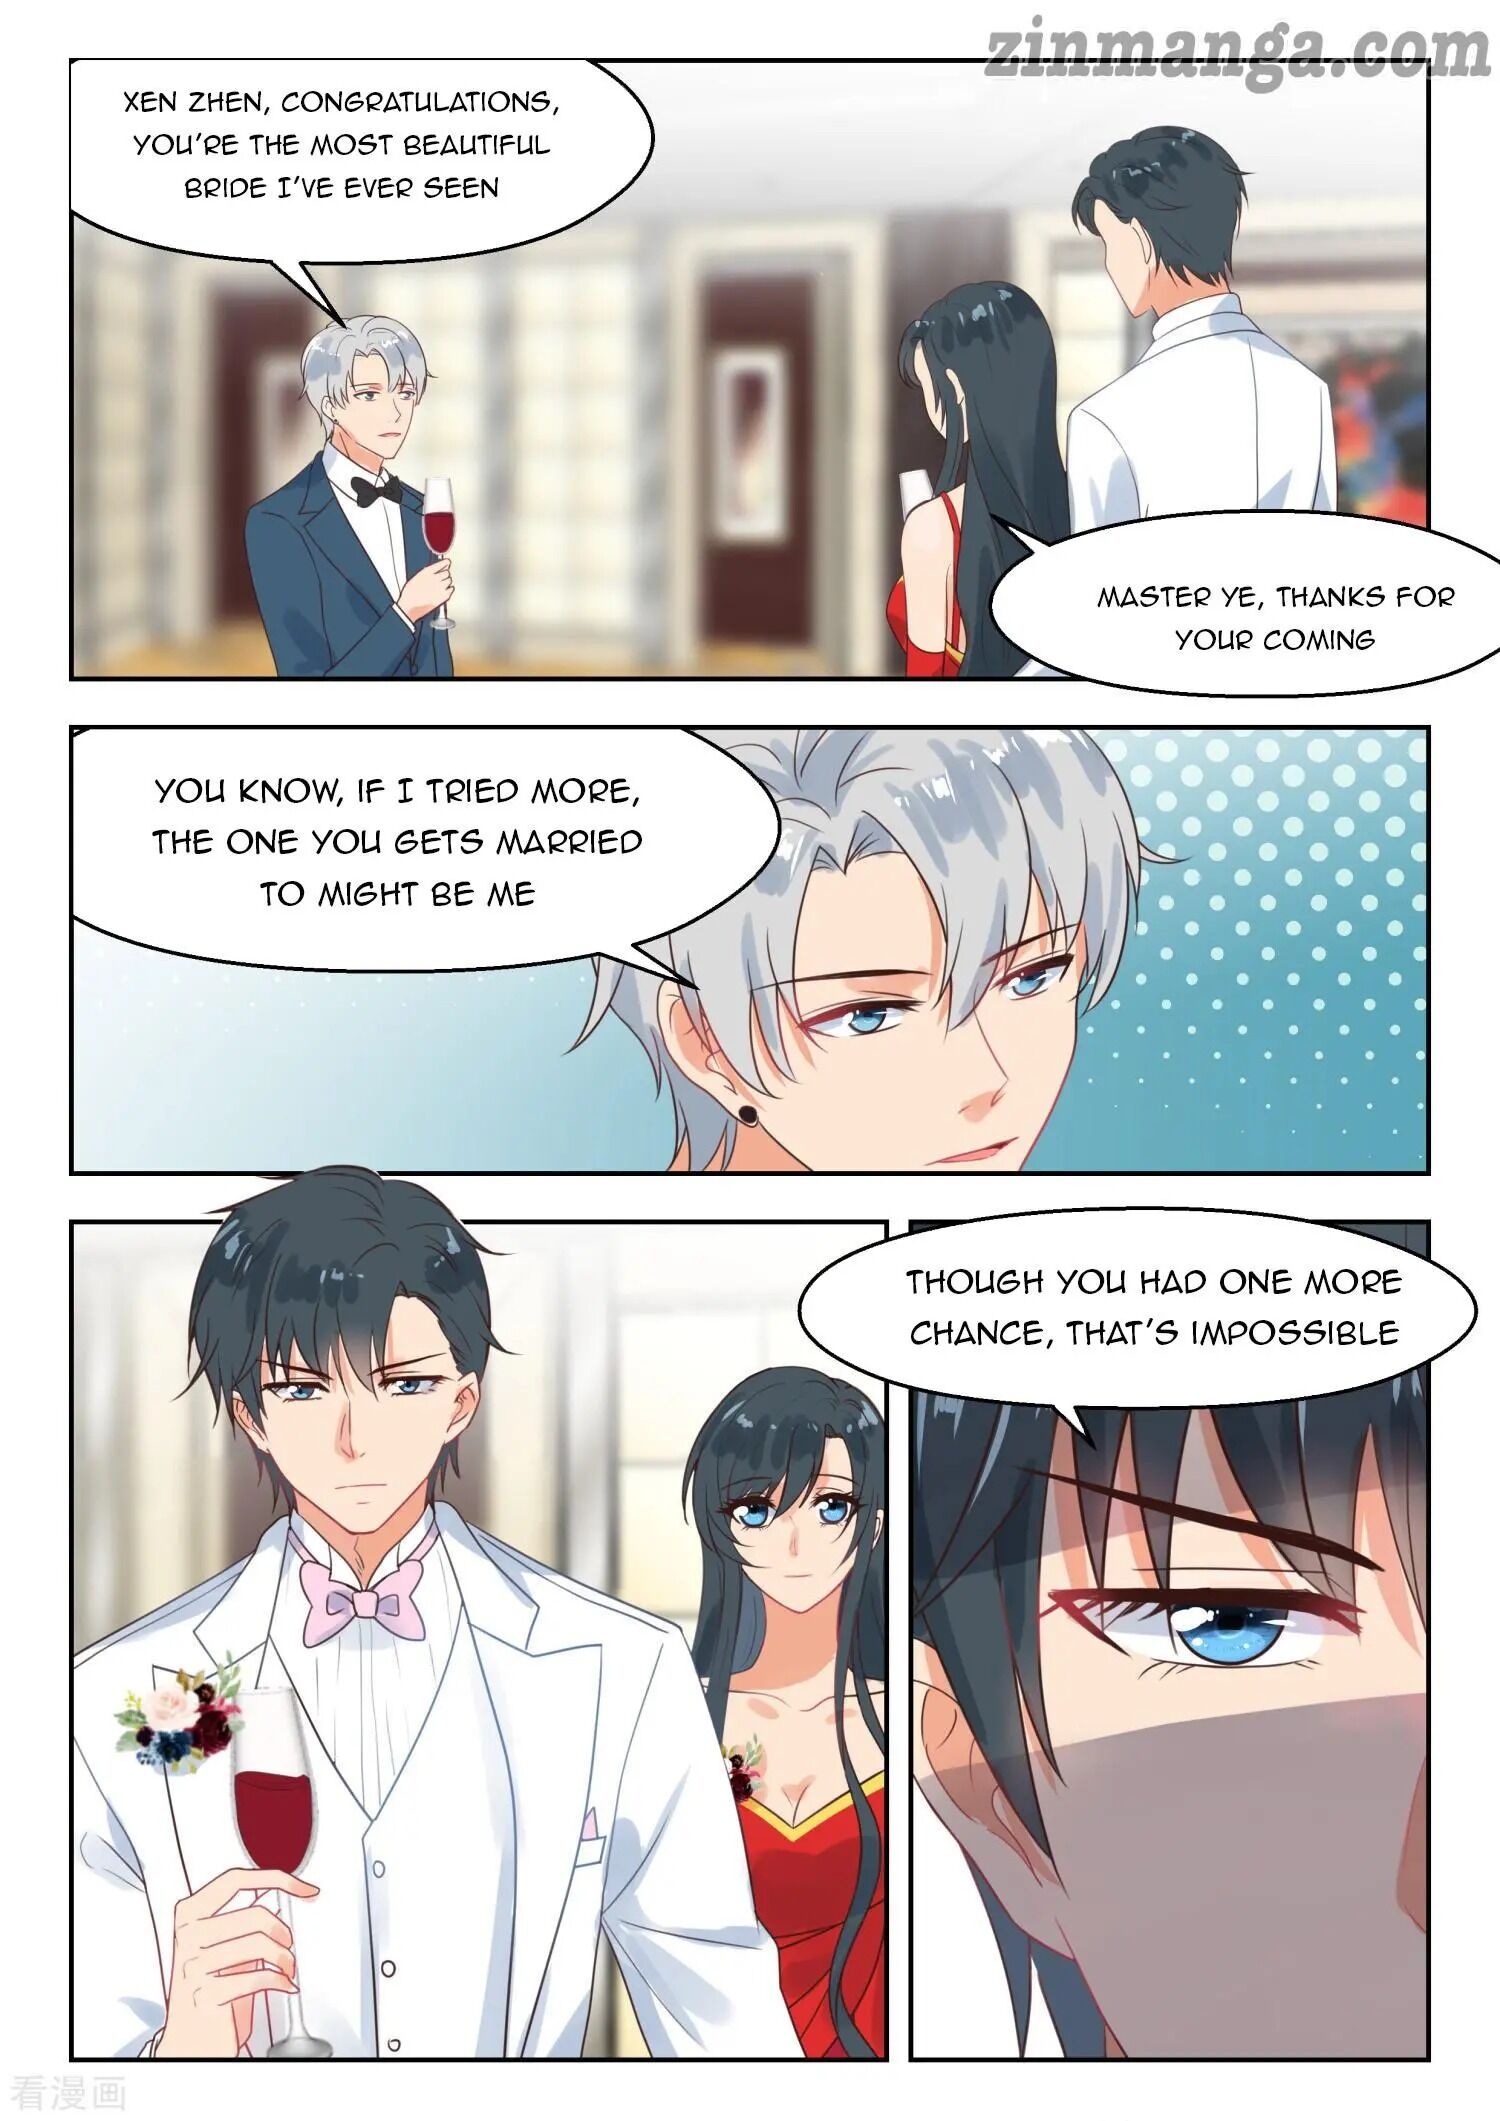 zinmanga.com
XEN ZHEN, CONGRATULATIONS,
YOU'RE THE MOST BEAUTIFUL
BRIDE I'VE EVER SEEN
MASTER YE, THANKS FOR
YOUR COMING
YOU KNOW, IF I TRIED MORE,
THE ONE YOU GETS MARRIED
TO MIGHT BE ME
THOUGH YOU HAD ONE MORE
CHANCE, THAT'S IMPOSSIBLE
看漫画